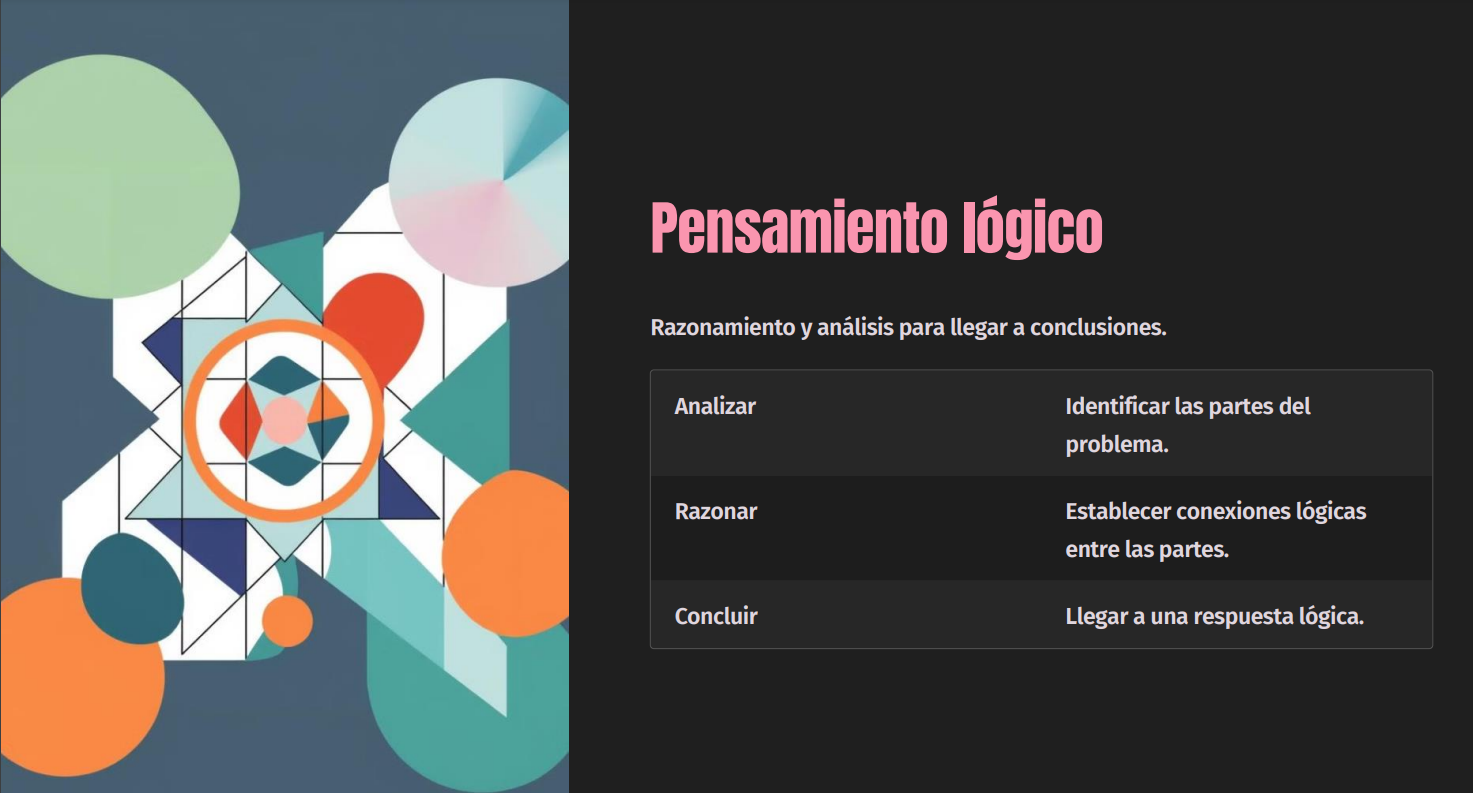 Pensamiento lógico
Razonamiento y análisis para llegar a conclusiones.
Analizar
Identificar las partes del
problema.
Razonar
Establecer conexiones lógicas
entre las partes.
Concluir
Llegar a una respuesta lógica.